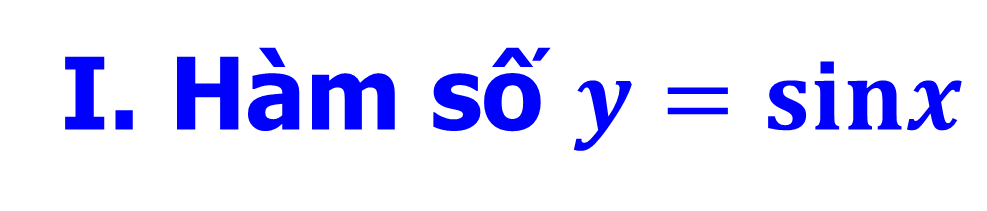 I. Hàm số y = sinx